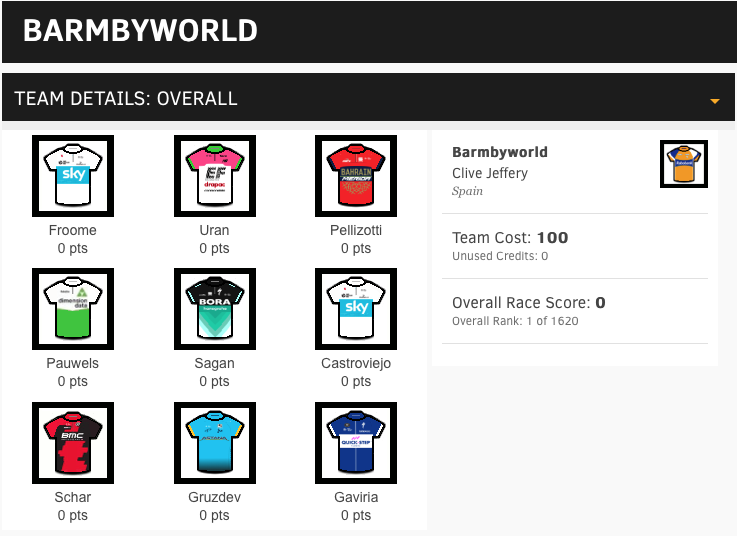 BARMBYWORLD
TEAM DETAILS: OVERALL
sky
Froome
0 pts
EF
drapac
Uran
0 pts
BAHRAIN
MERIDA
Pellizotti
0 pts
dimension
data
Pauwels
0 pts
BORA
hansgrohe
Sagan
0 pts
sky
Castroviejo
0 pts
BMC
Schar
0 pts
Gruzdev
0 pts
QUICK-STEP
Gaviria
0 pts
Barmbyworld
Clive Jeffery
Spain
Team Cost: 100
Unused Credits: 0
Overall Race Score: 0
Overall Rank: 1 of 1620